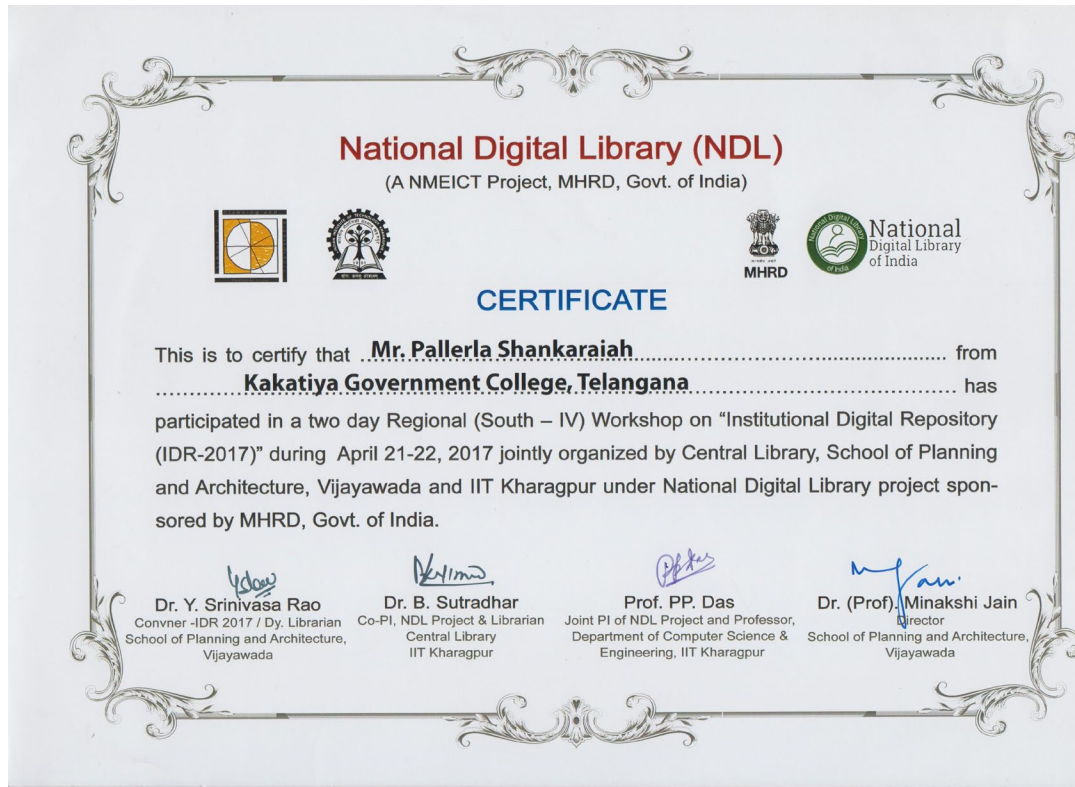 National Digital Library (NDL)
(A NMEICT Project, MHRD, Govt. of India)
MHRD
National Digital Library
of India
National
Digital Library
of India
CERTIFICATE
This is to certify that Mr. Pallerla Shankaraiah from
Kakatiya Government College, Telangana has
participated in a two day Regional (South – IV) Workshop on “Institutional Digital Repository
(IDR-2017)” during April 21-22, 2017 jointly organized by Central Library, School of Planning
and Architecture, Vijayawada and IIT Kharagpur under National Digital Library project spon-
sored by MHRD, Govt. of India.
Dr. Y. Srinivasa Rao
Convner -IDR 2017 / Dy. Librarian
School of Planning and Architecture,
Vijayawada
Dr. B. Sutradhar
Co-PI, NDL Project & Librarian
Central Library
IIT Kharagpur
Prof. PP. Das
Joint PI of NDL Project and Professor,
Department of Computer Science &
Engineering, IIT Kharagpur
Dr. (Prof). Minakshi Jain
Director
School of Planning and Architecture,
Vijayawada